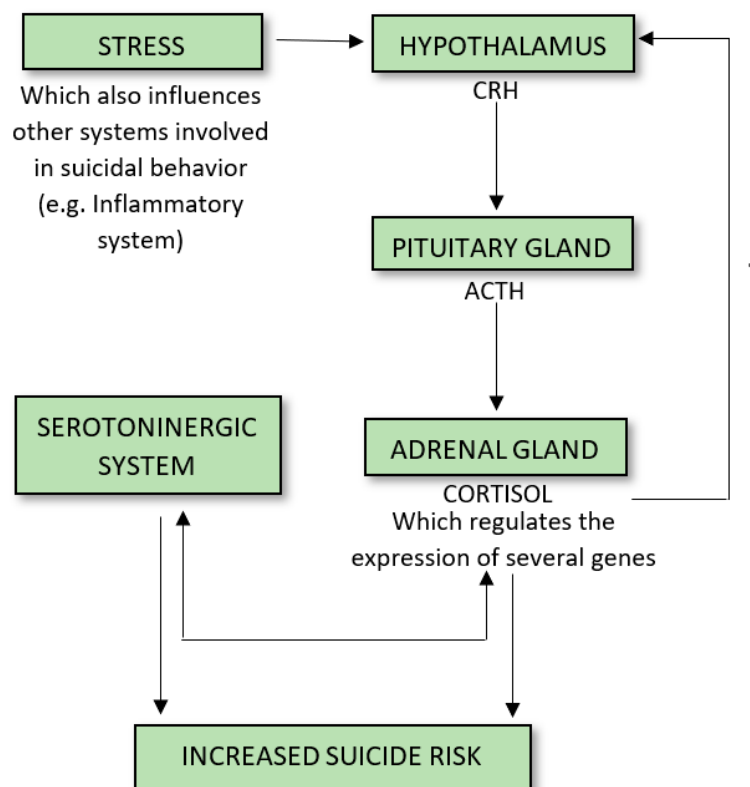 STRESS
HYPOTHALAMUS
Which also influences
other systems involved
in suicidal behavior
(e.g. Inflammatory
system)
CRH
PITUITARY GLAND
ACTH
SEROTONINERGIC
SYSTEM
ADRENAL GLAND
CORTISOL
Which regulates the
expression of several genes
INCREASED SUICIDE RISK